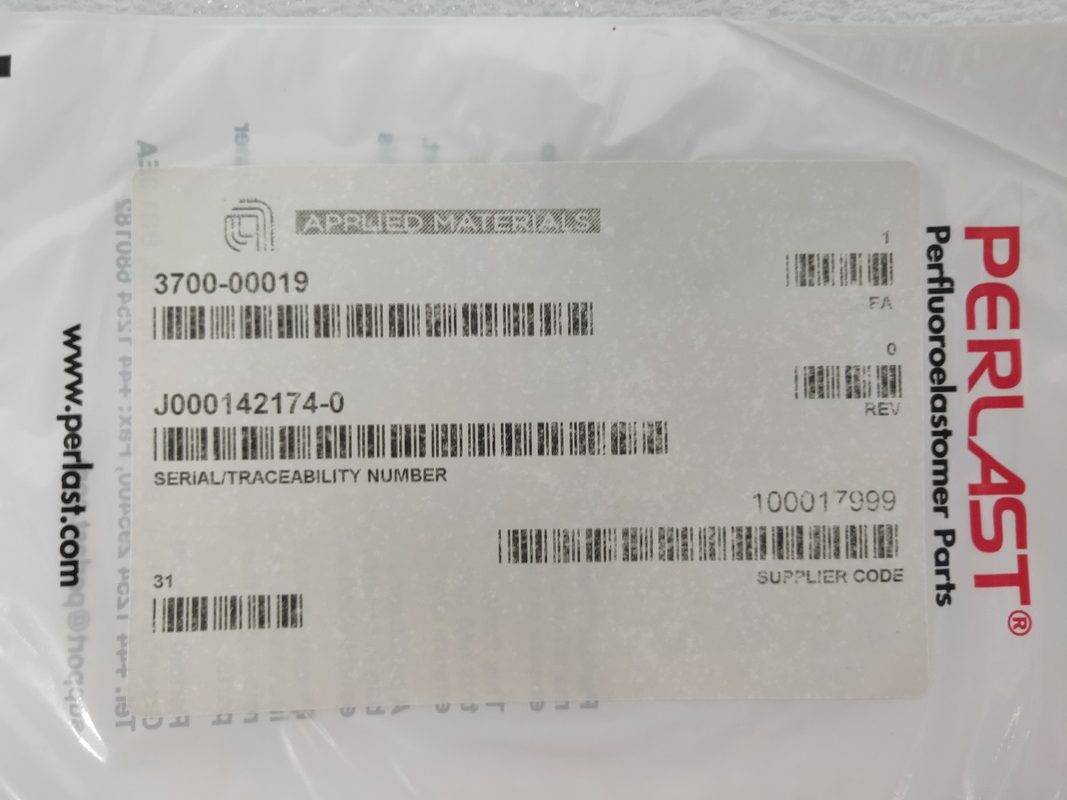 APPLIED MATERIALS
3700-00019
1
EA
0
REV
J000142174-0
SERIAL/TRACEABILITY NUMBER
100017999
SUPPLIER CODE
31
PERLAST®
Perfluoroelastomer Parts
www.perlast.com